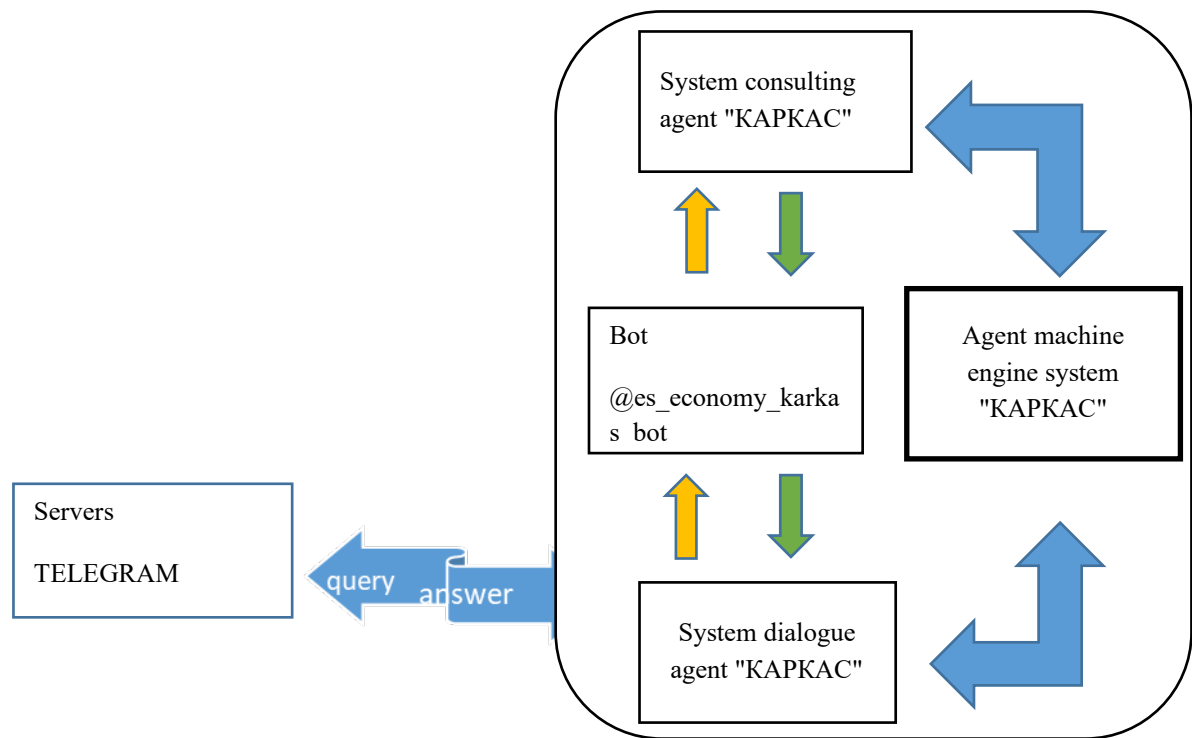 System consulting
agent "КАРКАС"
Bot
@es_economy_karka
s_bot
Agent machine
engine system
"КАРКАС"
Servers
TELEGRAM
query
answer
System dialogue
agent "КАРКАС"